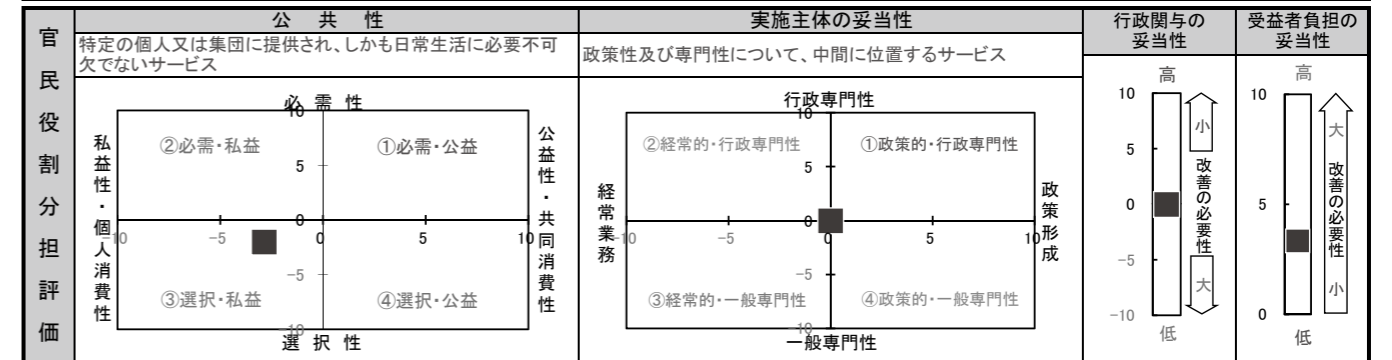 官民役割分担評価
公 共 性
特定の個人又は集団に提供され、しかも日常生活に必要不可
欠でないサービス
必 需 性
10
②必需・私益
①必需・公益
5
私益性・個人消費性
公益性・共同消費性
0
-10
-5
0
5
10
-5
③選択・私益
④選択・公益
-10
選 択 性
実施主体の妥当性
政策性及び専門性について、中間に位置するサービス
行政専門性
10
②経常的・行政専門性
①政策的・行政専門性
5
経常業務
政策形成
0
-10
-5
0
5
10
-5
③経常的・一般専門性
④政策的・一般専門性
-10
一般専門性
行政関与の
妥当性
高
10
5
0
-5
-10
小
改善の必要性
大
低
受益者負担の
妥当性
高
10
5
0
大
改善の必要性
小
低